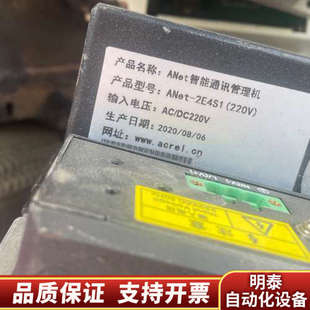 产品名称: ANet智能通讯管理机
产品型号: ANet-2E4S1(220V)
输入电压: AC/DC220V
生产日期: 2020/08/06
网址: www.acrel.cn
注意
品质保证 支持开票
明泰
自动化设备